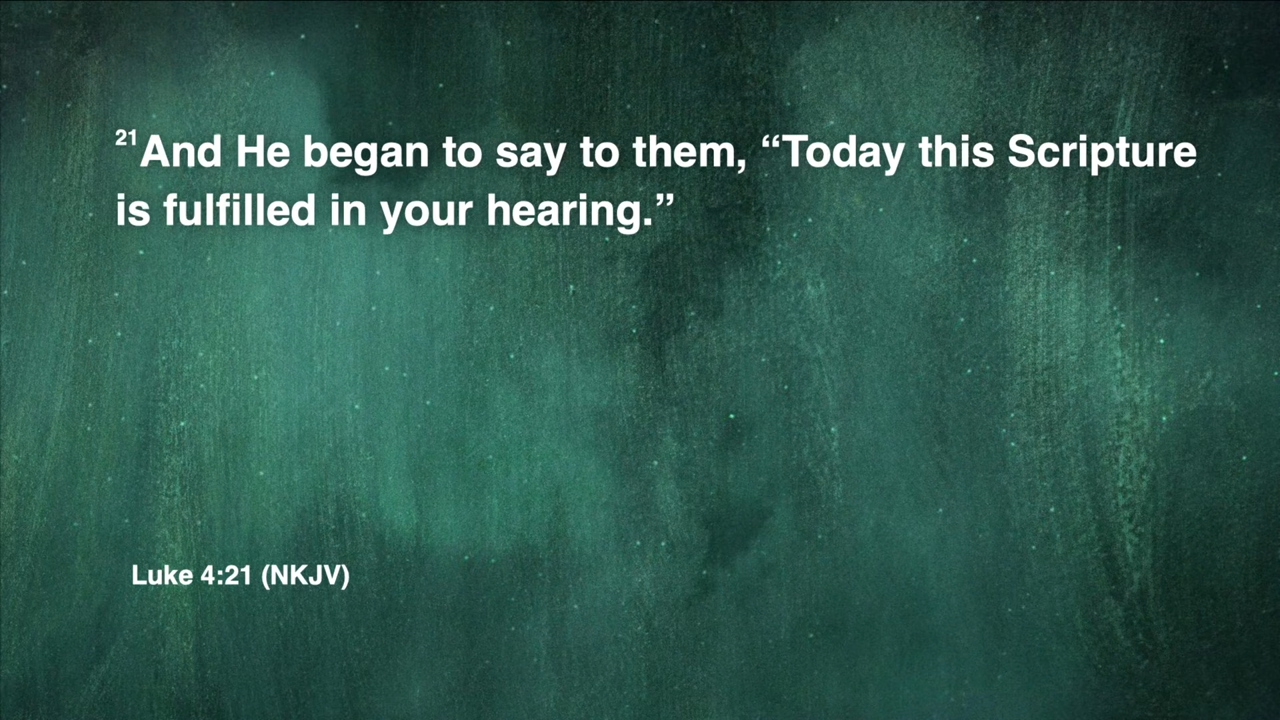 21And He began to say to them, “Today this Scripture
is fulfilled in your hearing.”
Luke 4:21 (NKJV)